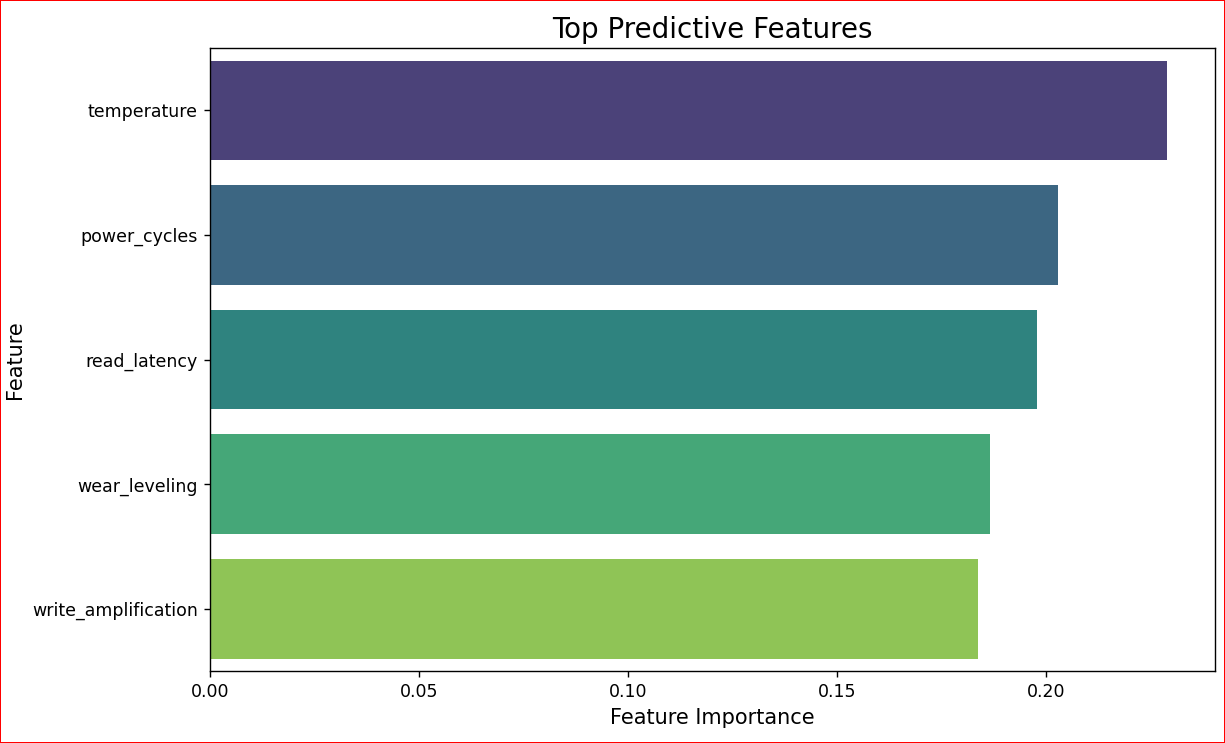 Top Predictive Features
Feature
temperature
power_cycles
read_latency
wear_leveling
write_amplification
0.00 0.05 0.10 0.15 0.20
Feature Importance